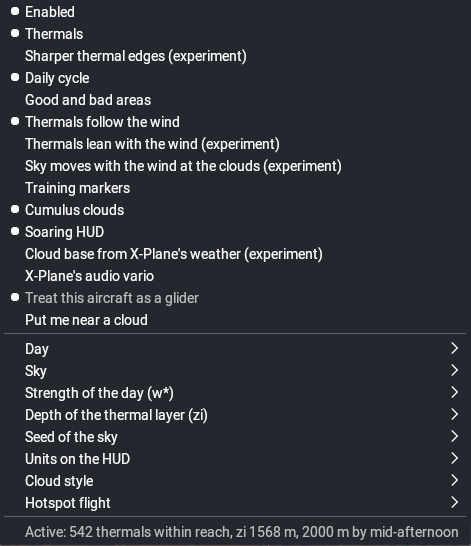 Enabled
Thermals
Sharper thermal edges (experiment)
Daily cycle
Good and bad areas
Thermals follow the wind
Thermals lean with the wind (experiment)
Sky moves with the wind at the clouds (experiment)
Training markers
Cumulus clouds
Soaring HUD
Cloud base from X-Plane's weather (experiment)
X-Plane's audio vario
Treat this aircraft as a glider
Put me near a cloud
Day
Sky
Strength of the day (w*)
Depth of the thermal layer (zi)
Seed of the sky
Units on the HUD
Cloud style
Hotspot flight
Active: 542 thermals within reach, zi 1568 m, 2000 m by mid-afternoon